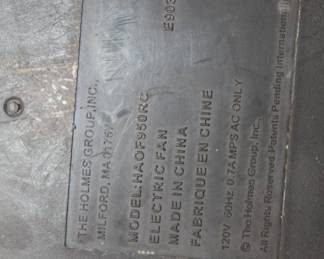 THE HOLMES GROUP, INC.,
MILFORD, MA 01757
MODEL: HAOF950RC
ELECTRIC FAN
MADE IN CHINA
FABRIQUE EN CHINE
120V 60Hz 0.7AMPS AC ONLY
© The Holmes Group, Inc.
All Rights Reserved. Patents Pending Internation